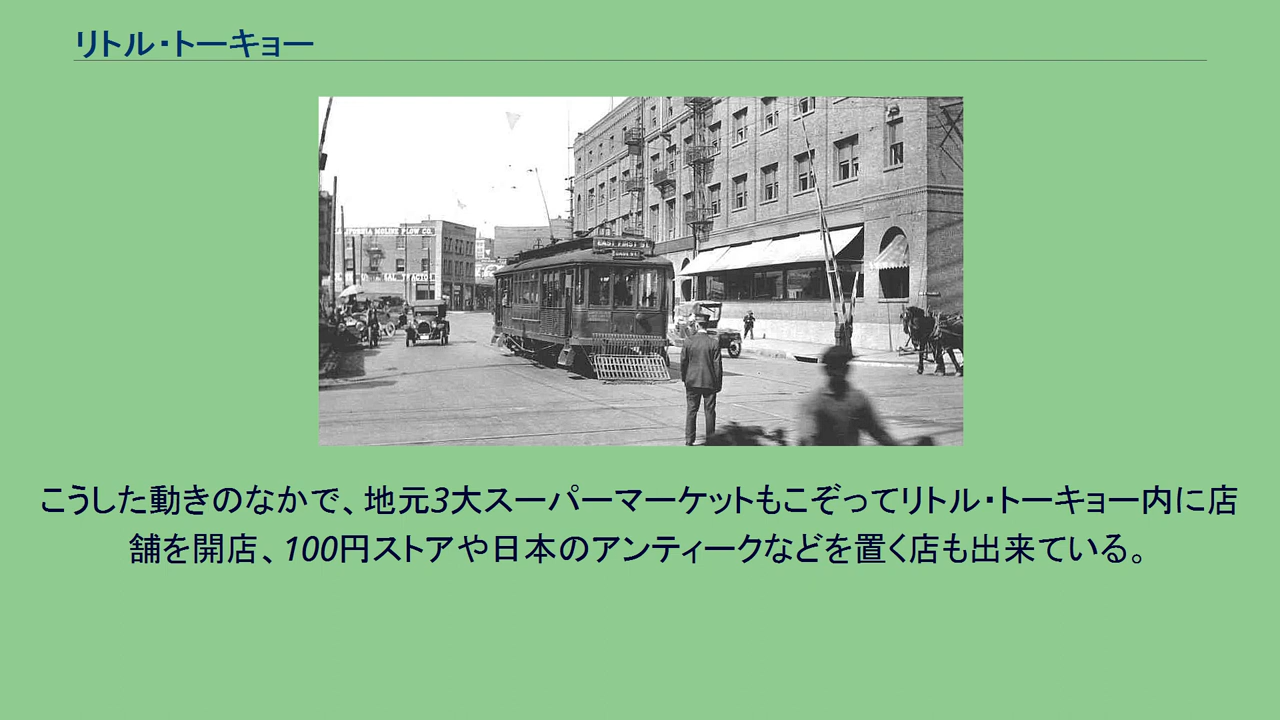 リトル・トーキョー
CALIFORNIA MOLINE PLOW CO.
EAST FIRST ST.
こうした動きのなかで、地元3大スーパーマーケットもこぞってリトル・トーキョー内に店
舗を開店、100円ストアや日本のアンティークなどを置く店も出来ている。